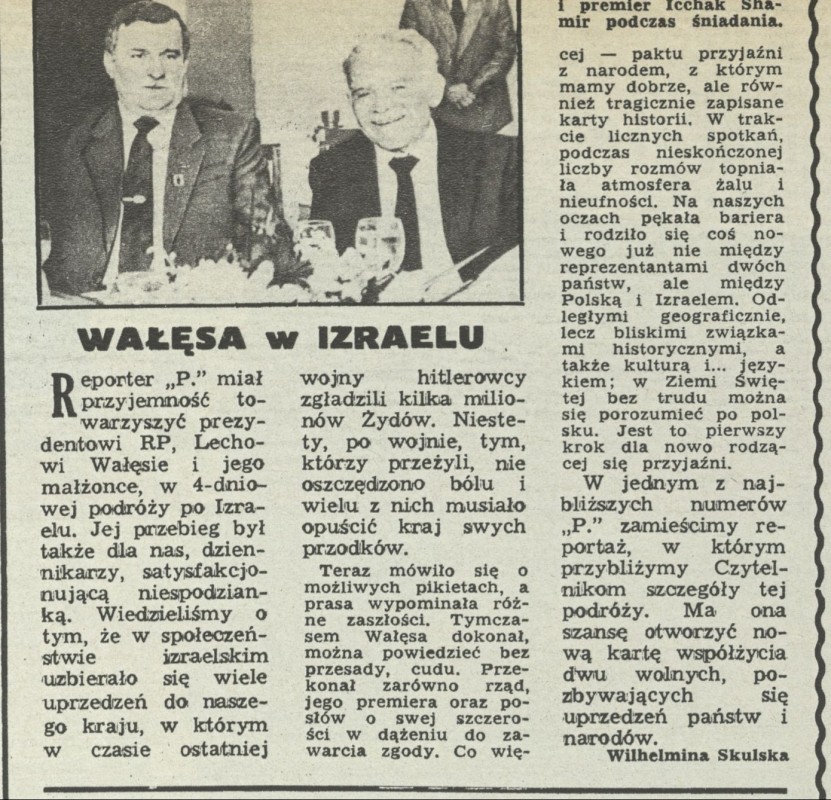 i premier Icchak Sha-
mir podczas śniadania.
WAŁĘSA w IZRAELU
Reporter „P.” miał
przyjemność to-
warzyszyć prezy-
dentowi RP, Lecho-
wi Wałęsie i jego
małżonce, w 4-dnio-
wej podróży po Izra-
elu. Jej przebieg był
także dla nas, dzien-
nikarzy, satysfakcjo-
nującą niespodzian-
ką. Wiedzieliśmy o
tym, że w społeczeń-
stwie izraelskim
uzbierało się wiele
uprzedzeń do nasze-
go kraju, w którym
w czasie ostatniej
wojny hitlerowcy
zgładzili kilka milio-
nów Żydów. Nieste-
ty, po wojnie, tym,
którzy przeżyli, nie
oszczędzono bólu i
wielu z nich musiało
opuścić kraj swych
przodków.
Teraz mówiło się o
możliwych pikietach, a
prasa wypominała róż-
ne zaszłości. Tymcza-
sem Wałęsa dokonał,
można powiedzieć bez
przesady, cudu. Prze-
konał zarówno rząd,
jego premiera oraz po-
słów o swej szczero-
ści w dążeniu do za-
warcia zgody. Co wię-
cej — paktu przyjaźni
z narodem, z którym
mamy dobrze, ale rów-
nież tragicznie zapisane
karty historii. W trak-
cie licznych spotkań,
podczas nieskończonej
liczby rozmów topnia-
ła atmosfera żalu i
nieufności. Na naszych
oczach pękała bariera
i rodziło się coś no-
wego już nie między
reprezentantami dwóch
państw, ale między
Polską i Izraelem. Od-
ległymi geograficznie,
lecz bliskimi związka-
mi historycznymi, a
także kulturą i... języ-
kiem; w Ziemi Świę-
tej bez trudu można
się porozumieć po pol-
sku. Jest to pierwszy
krok dla nowo rodzą-
cej się przyjaźni.
W jednym z naj-
bliższych numerów
„P.” zamieścimy re-
portaż, w którym
przybliżymy Czytel-
nikom szczegóły tej
podróży. Ma ona
szansę otworzyć no-
wą kartę współżycia
dwu wolnych, po-
zbywających się
uprzedzeń państw i
narodów.
Wilhelmina Skulska